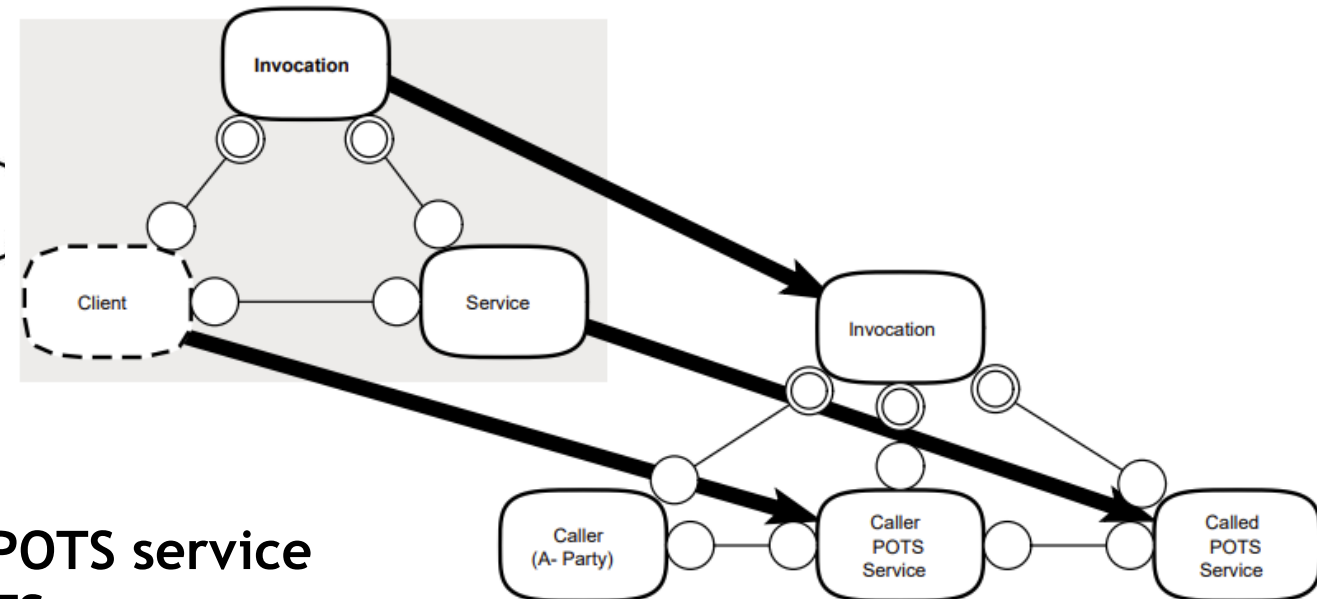 Invocation
Client
Service
Invocation
POTS service
Caller
(A- Party)
Caller
POTS
Service
Called
POTS
Service